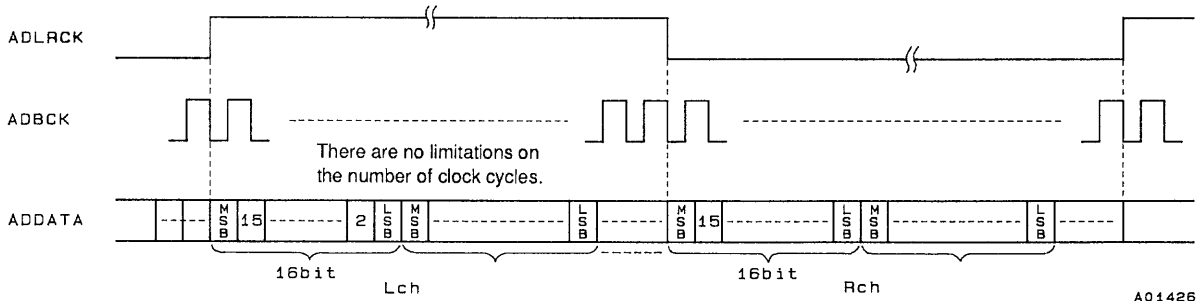 ADLRCK
ADBCK
There are no limitations on
the number of clock cycles.
ADDATA
MSB 15 2 LSB MSB LSB MSB 15 LSB MSB LSB
16bit 16bit
Lch Rch
A01426